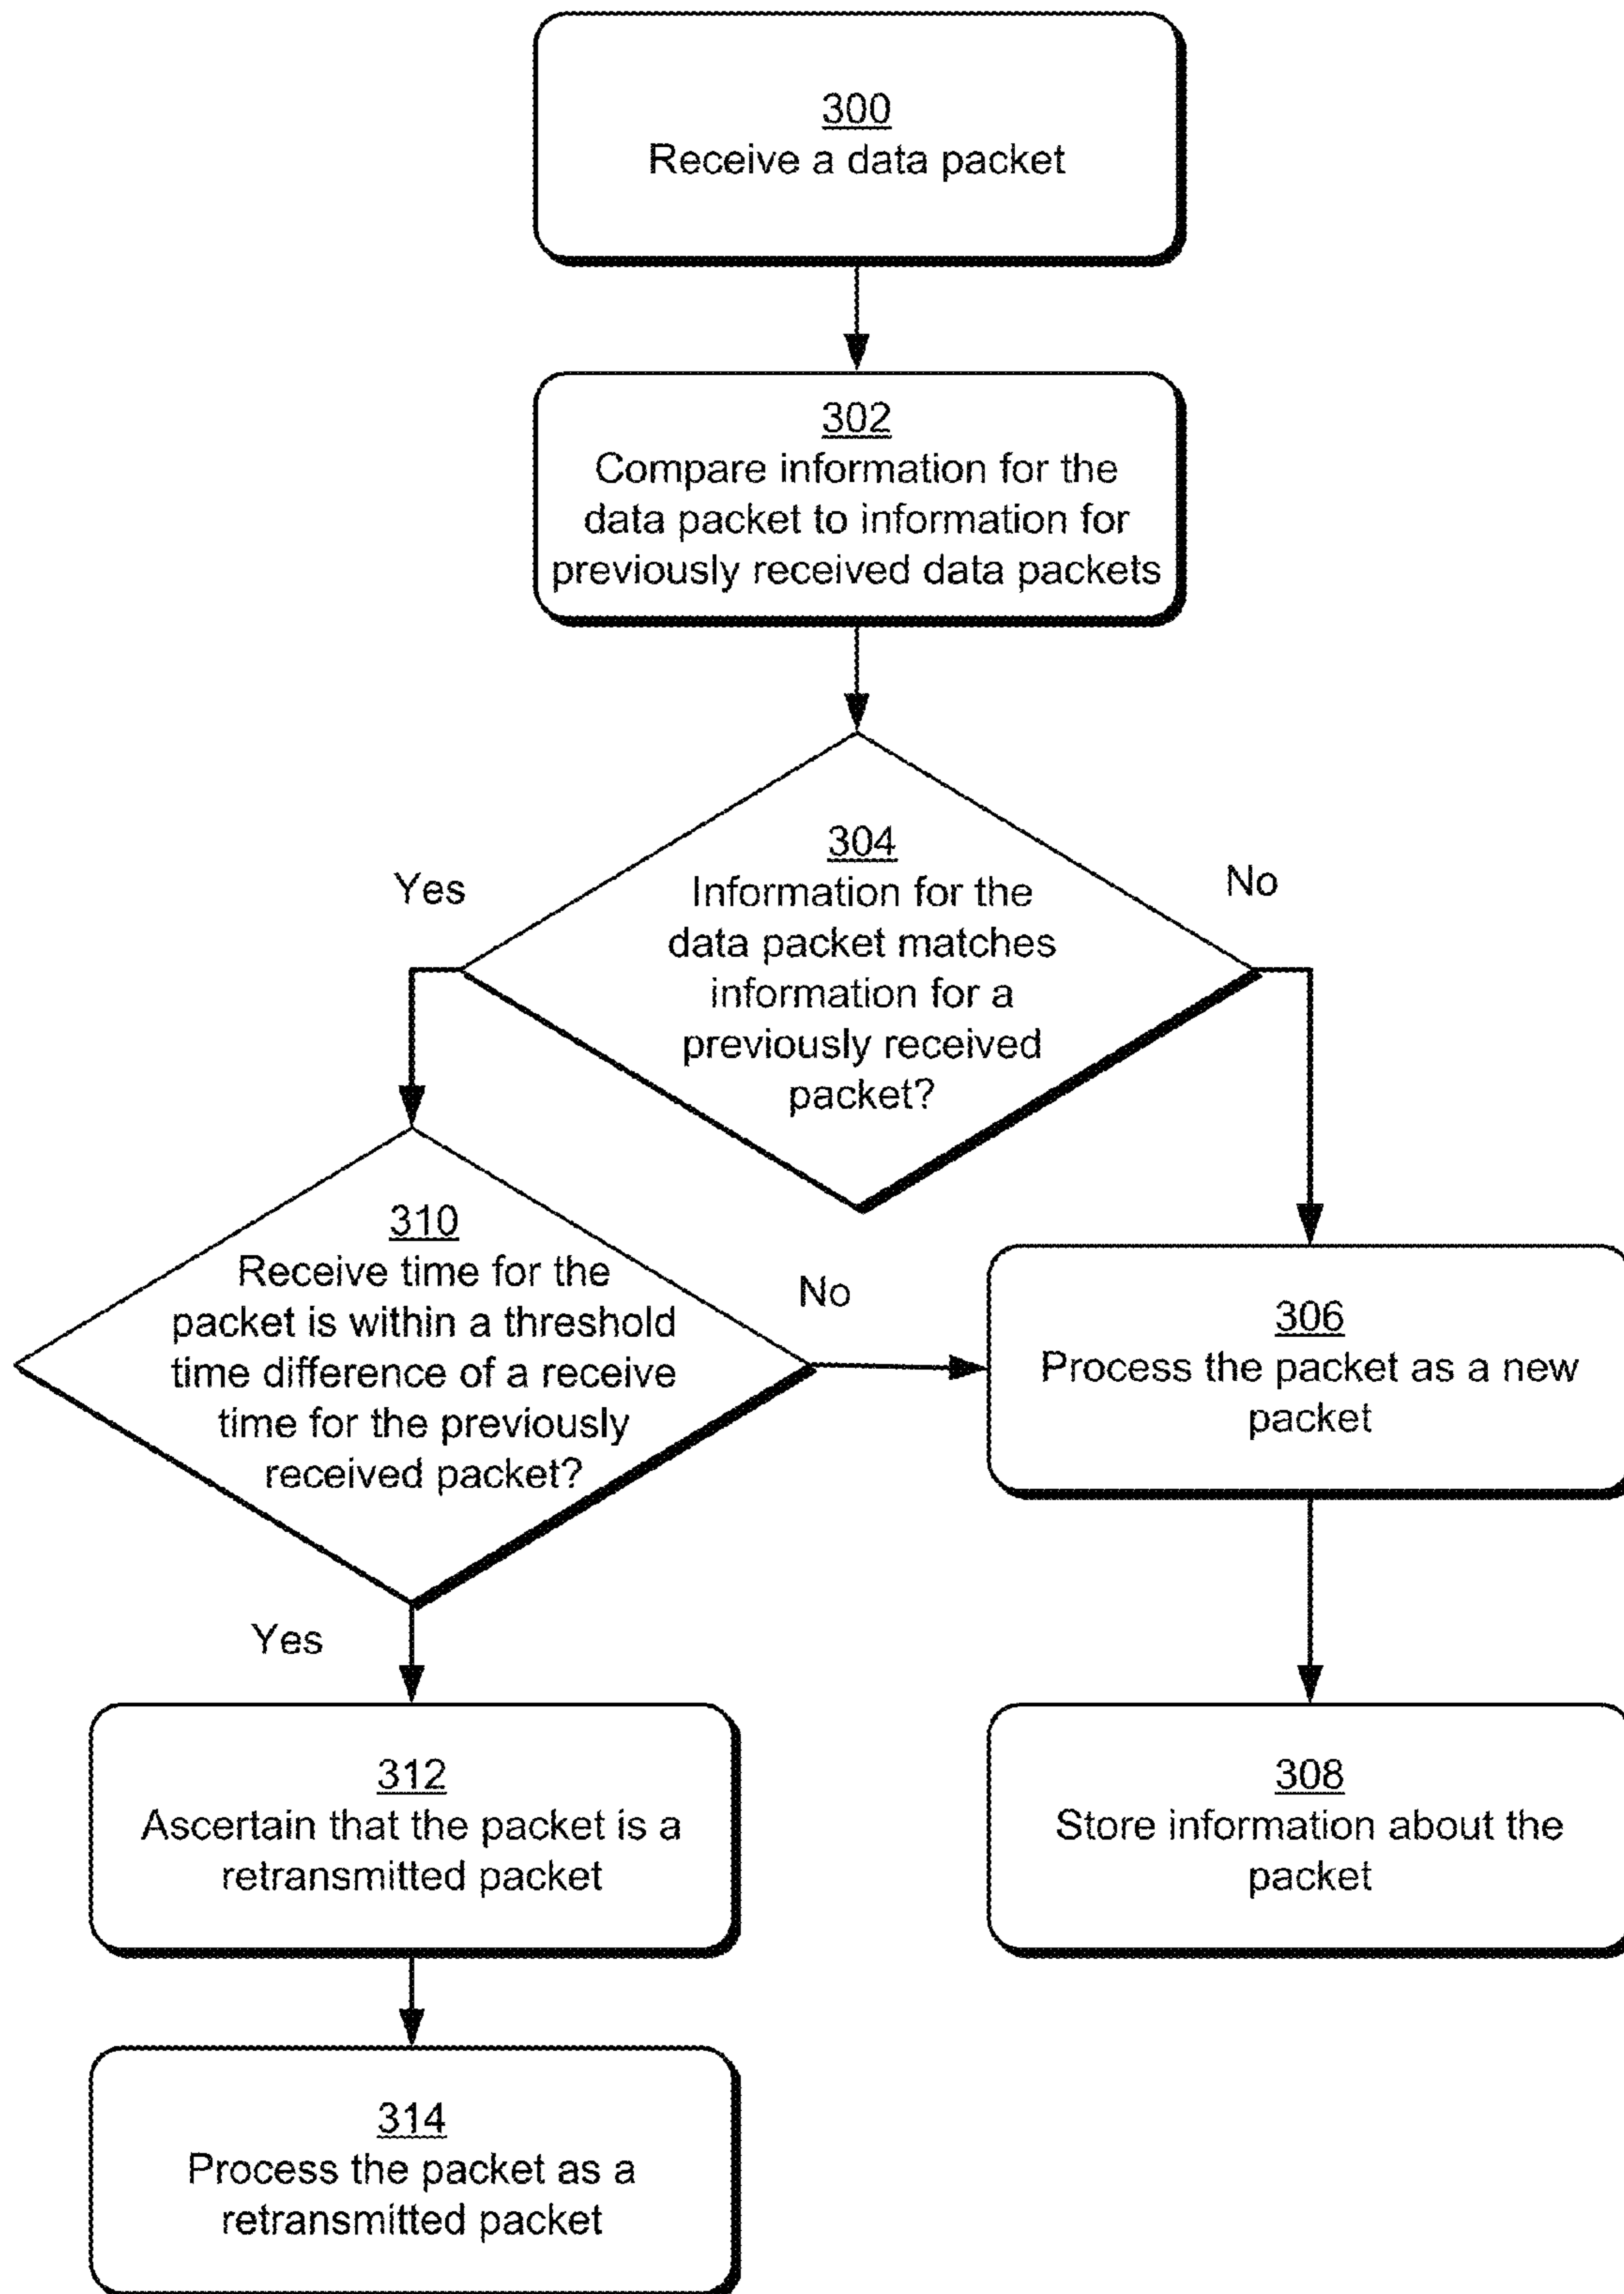 300
Receive a data packet
302
Compare information for the
data packet to information for
previously received data packets
304
Information for the
data packet matches
information for a
previously received
packet?
Yes
No
310
Receive time for the
packet is within a threshold
time difference of a receive
time for the previously
received packet?
No
Yes
306
Process the packet as a new
packet
312
Ascertain that the packet is a
retransmitted packet
308
Store information about the
packet
314
Process the packet as a
retransmitted packet